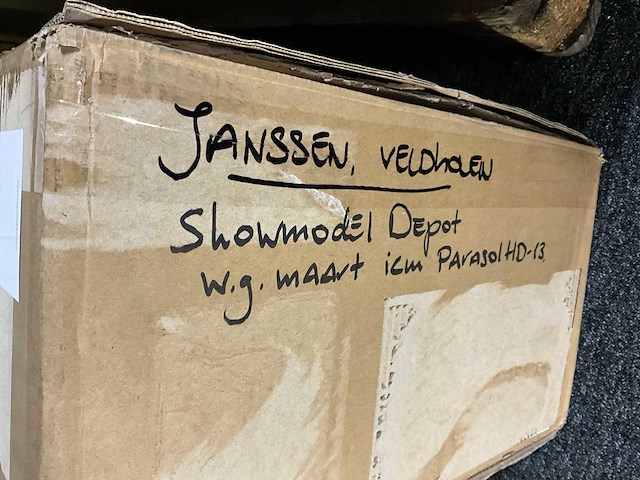 JANSSEN, VELDHOVEN
Showmodel Depot
w.g. maart icm Parasol HD-13.